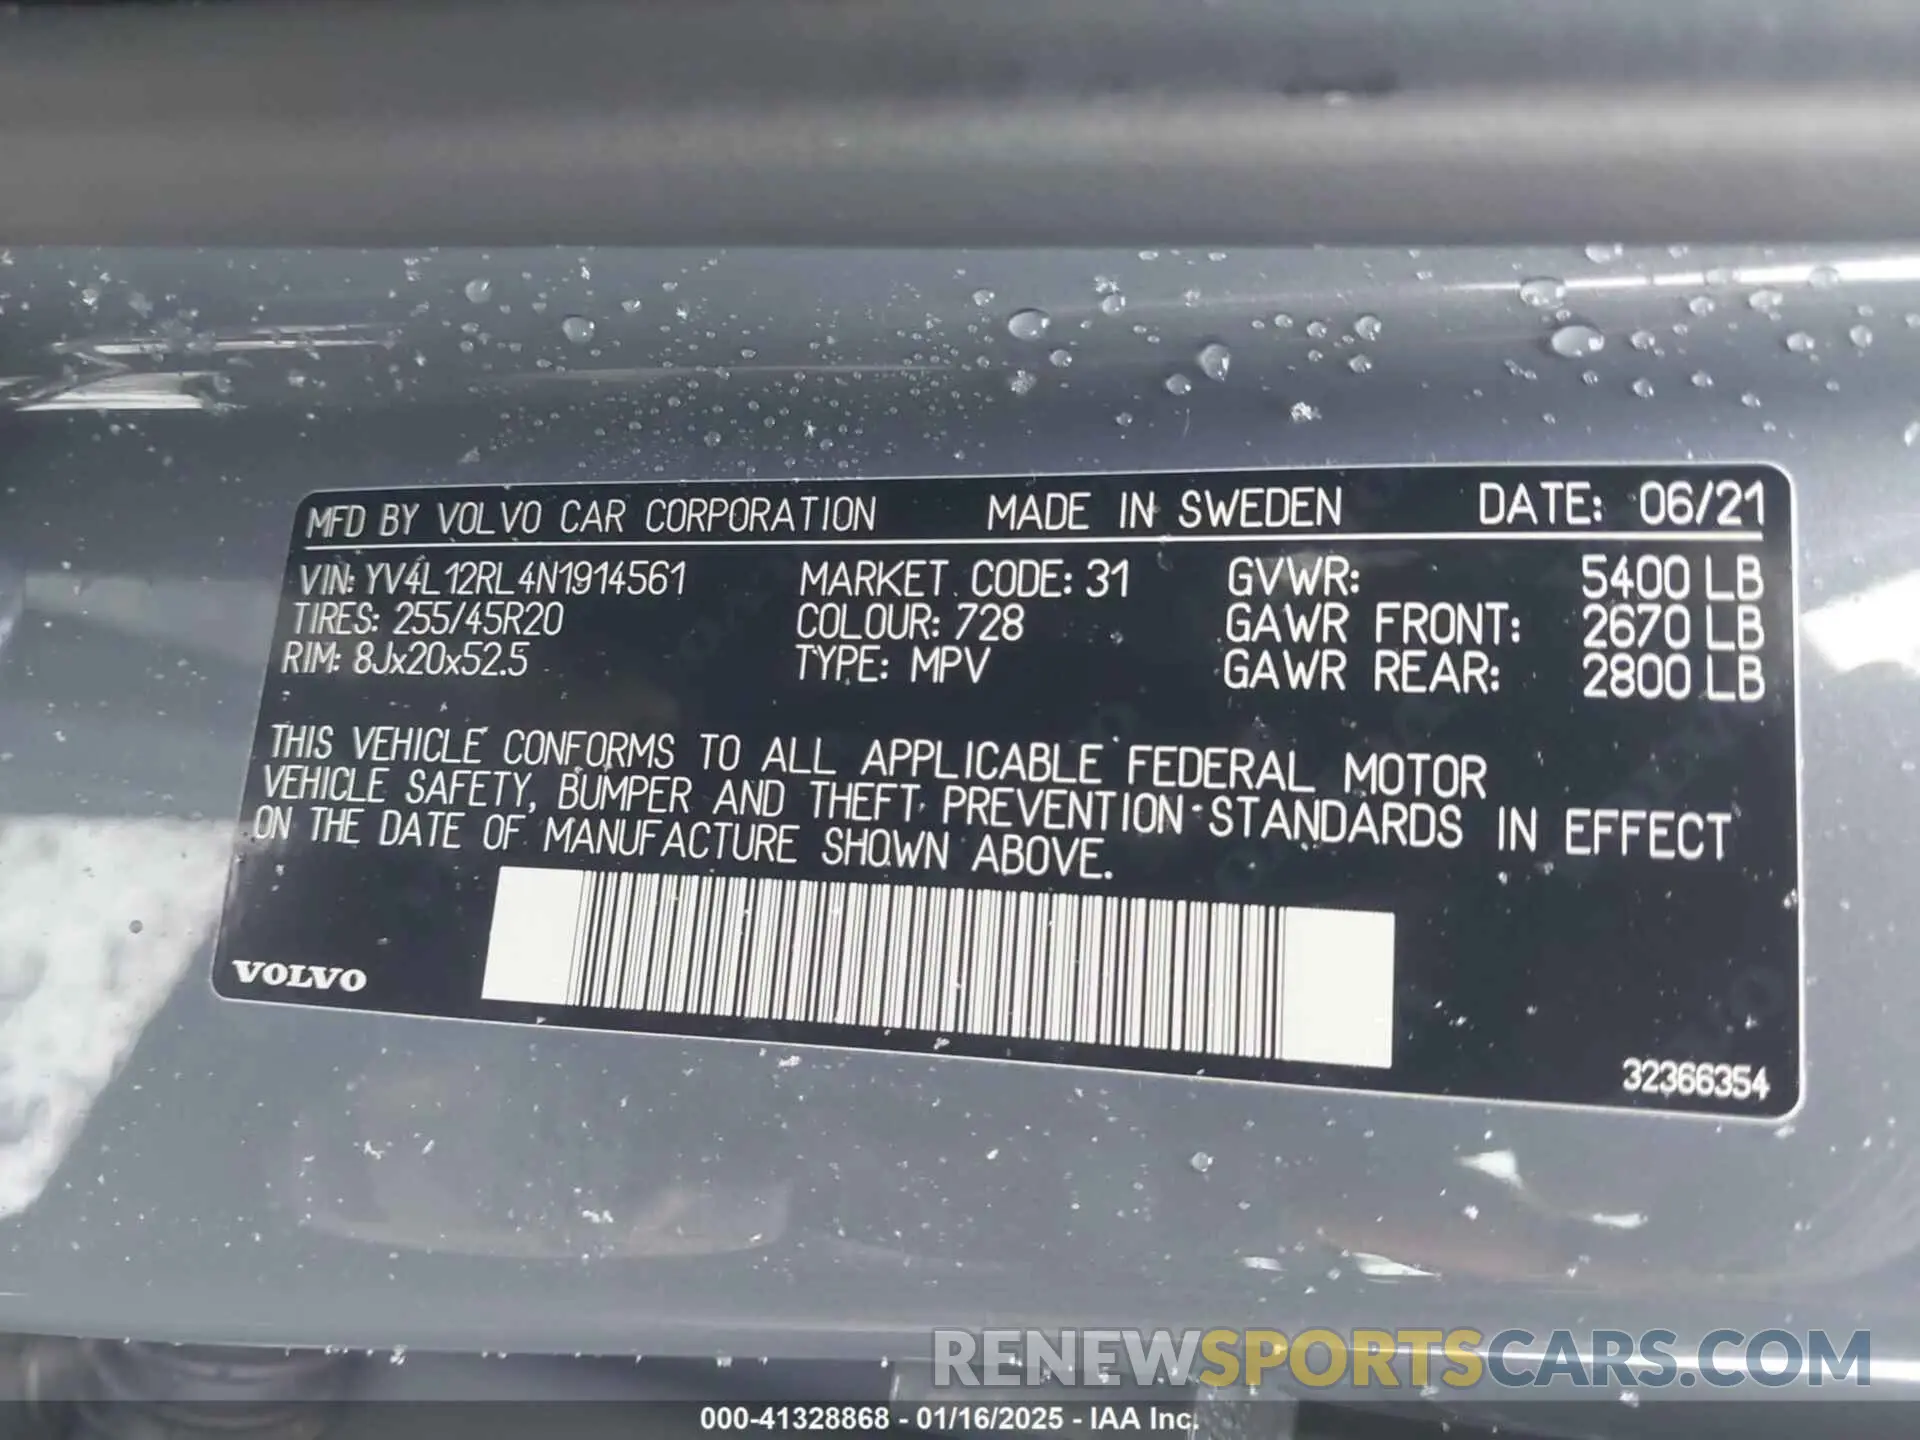 MFD BY VOLVO CAR CORPORATION MADE IN SWEDEN DATE: 06/21
VIN: YV4L12RL4N1914561 MARKET CODE: 31 GVWR: 5400 LB
TIRES: 255/45R20 COLOUR: 728 GAWR FRONT: 2670 LB
RIM: 8Jx20x52.5 TYPE: MPV GAWR REAR: 2800 LB
THIS VEHICLE CONFORMS TO ALL APPLICABLE FEDERAL MOTOR
VEHICLE SAFETY, BUMPER AND THEFT PREVENTION STANDARDS IN EFFECT
ON THE DATE OF MANUFACTURE SHOWN ABOVE.
VOLVO
32366354
RENEWSPORTSCARS.COM
000-41328868 - 01/16/2025 - IAA Inc.